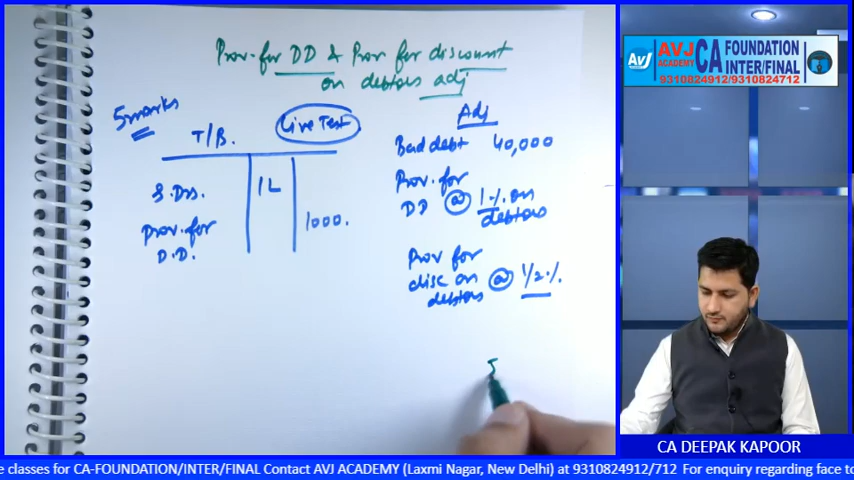 Prov. for DD & Prov for discount
on debtors adj
5 marks
T/B.
Live Test
Adj
Bad debt 40,000
S. Drs. 1L
Prov. for
D.D. 1000.
Prov. for
DD @ 1% on
debtors
Prov for
disc on @ 1/2%.
debtors
AVJ
AVJ
ACADEMY
CA FOUNDATION
INTER/FINAL
9310824912/9310824712
CA DEEPAK KAPOOR
e classes for CA-FOUNDATION/INTER/FINAL Contact AVJ ACADEMY (Laxmi Nagar, New Delhi) at 9310824912/712 For enquiry regarding face to